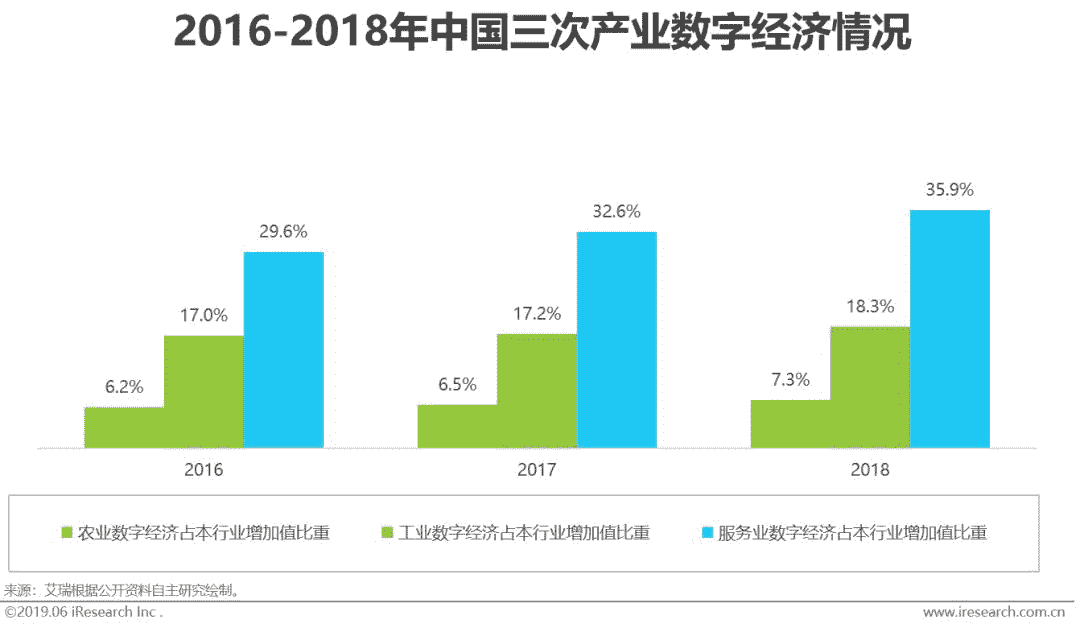 2016-2018年中国三次产业数字经济情况
35.9%
32.6%
29.6%
18.3%
17.2%
17.0%
7.3%
6.5%
6.2%
2016 2017 2018
农业数字经济占本行业增加值比重 工业数字经济占本行业增加值比重 服务业数字经济占本行业增加值比重
来源：艾瑞根据公开资料自主研究绘制。
©2019.06 iResearch Inc . www.iresearch.com.cn